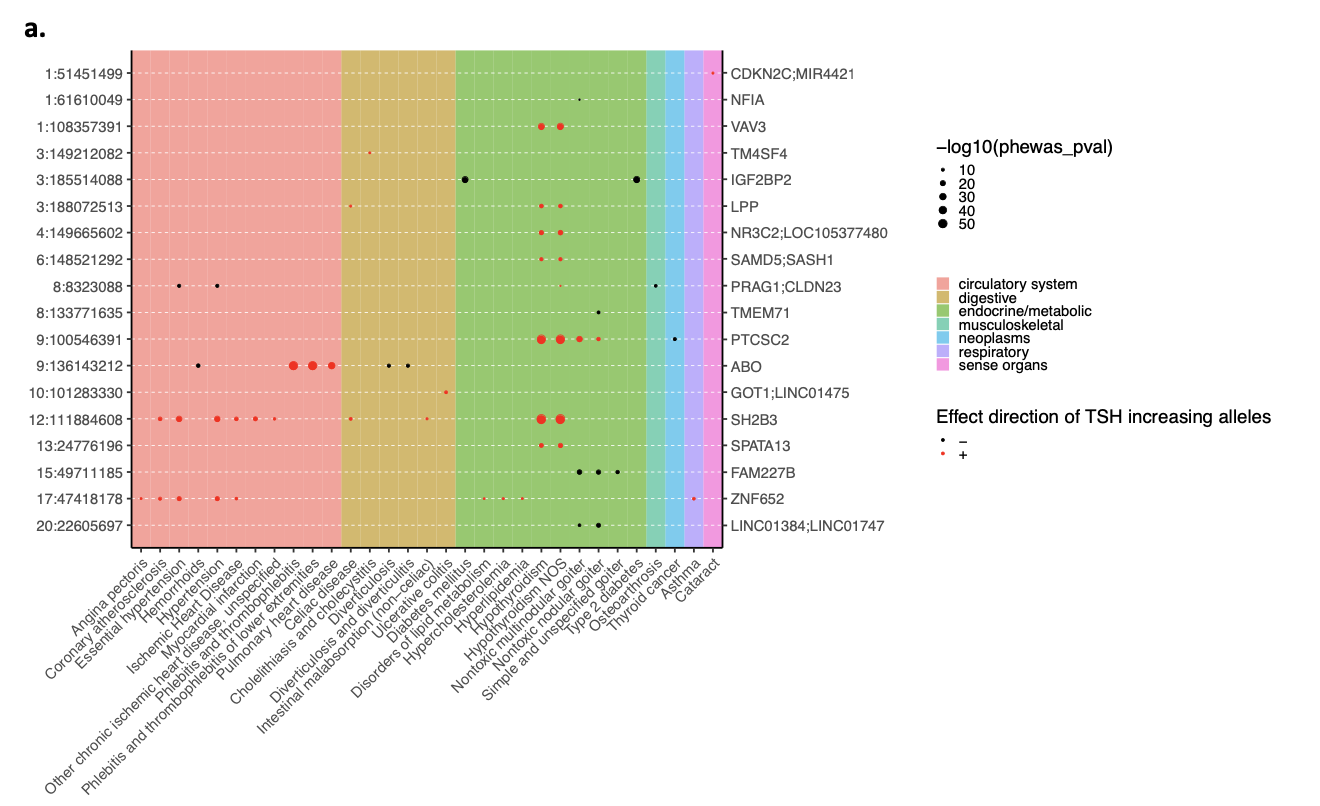 a.
1:51451499
1:61610049
1:108357391
3:149212082
3:185514088
3:188072513
4:149665602
6:148521292
8:8323088
8:133771635
9:100546391
9:136143212
10:101283330
12:111884608
13:24776196
15:49711185
17:47418178
20:22605697
CDKN2C;MIR4421
NFIA
VAV3
TM4SF4
IGF2BP2
LPP
NR3C2;LOC105377480
SAMD5;SASH1
PRAG1;CLDN23
TMEM71
PTCSC2
ABO
GOT1;LINC01475
SH2B3
SPATA13
FAM227B
ZNF652
LINC01384;LINC01747
Angina pectoris
Coronary atherosclerosis
Essential hypertension
Hemorrhoids
Hypertension
Ischemic Heart Disease
Myocardial infarction
Other chronic ischemic heart disease, unspecified
Phlebitis and thrombophlebitis
Phlebitis and thrombophlebitis of lower extremities
Pulmonary heart disease
Celiac disease
Cholelithiasis and cholecystitis
Diverticulosis
Diverticulosis and diverticulitis
Intestinal malabsorption (non−celiac)
Ulcerative colitis
Diabetes mellitus
Disorders of lipid metabolism
Hypercholesterolemia
Hyperlipidemia
Hypothyroidism
Hypothyroidism NOS
Nontoxic multinodular goiter
Nontoxic nodular goiter
Simple and unspecified goiter
Type 2 diabetes
Osteoarthrosis
Thyroid cancer
Asthma
Cataract
−log10(phewas_pval)
10
20
30
40
50
circulatory system
digestive
endocrine/metabolic
musculoskeletal
neoplasms
respiratory
sense organs
Effect direction of TSH increasing alleles
−
+